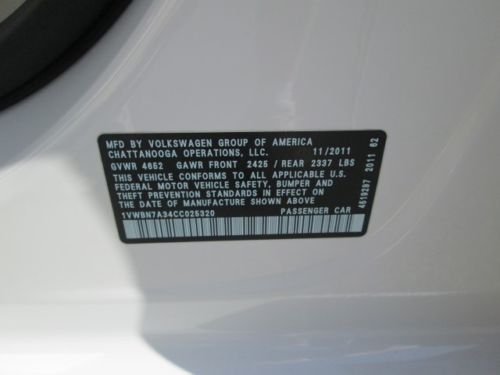 MFD BY VOLKSWAGEN GROUP OF AMERICA
CHATTANOOGA OPERATIONS, LLC. 11/2011
GVWR 4652 GAWR FRONT 2425 / REAR 2337 LBS
THIS VEHICLE CONFORMS TO ALL APPLICABLE U.S.
FEDERAL MOTOR VEHICLE SAFETY, BUMPER AND
THEFT PREVENTION STANDARDS IN EFFECT ON
THE DATE OF MANUFACTURE SHOWN ABOVE
1VWBN7A34CC025320 PASSENGER CAR
4519297 2011 62